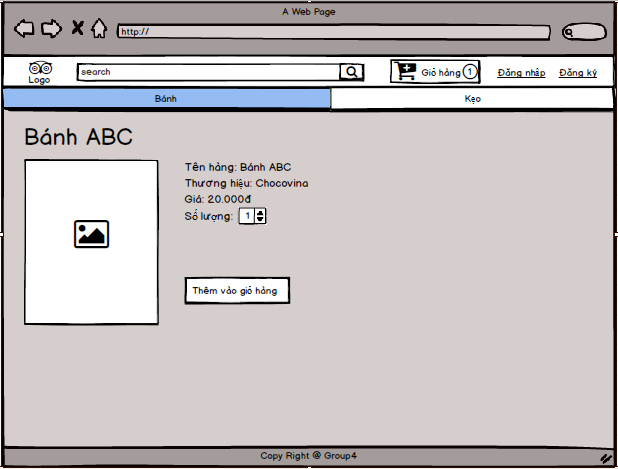 A Web Page
http://
Logo
search
Giỏ hàng 1
Đăng nhập
Đăng ký
Bánh
Kẹo
Bánh ABC
Tên hàng: Bánh ABC
Thương hiệu: Chocovina
Giá: 20.000đ
Số lượng: 1
Thêm vào giỏ hàng
Copy Right @ Group4